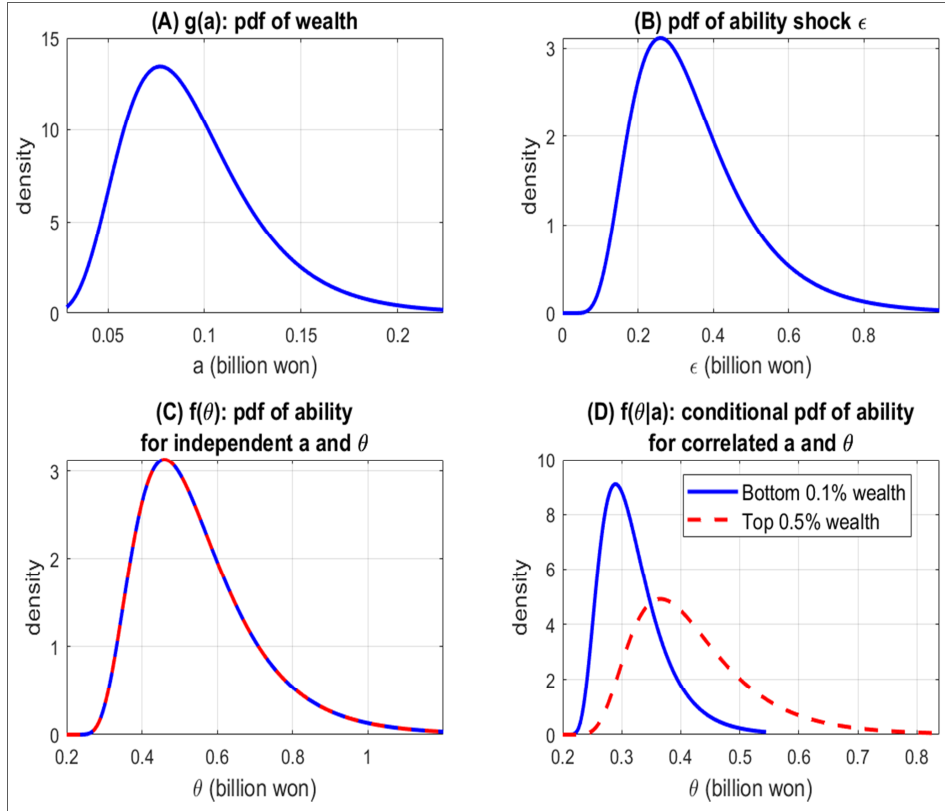 (A) g(a): pdf of wealth
15
10
5
0
density
0.05 0.1 0.15 0.2
a (billion won)
(B) pdf of ability shock ϵ
3
2
1
0
density
0 0.2 0.4 0.6 0.8
ϵ (billion won)
(C) f(θ): pdf of ability
for independent a and θ
3
2
1
0
density
0.2 0.4 0.6 0.8 1
θ (billion won)
(D) f(θ|a): conditional pdf of ability
for correlated a and θ
10
8
6
4
2
0
density
Bottom 0.1% wealth
Top 0.5% wealth
0.2 0.3 0.4 0.5 0.6 0.7 0.8
θ (billion won)